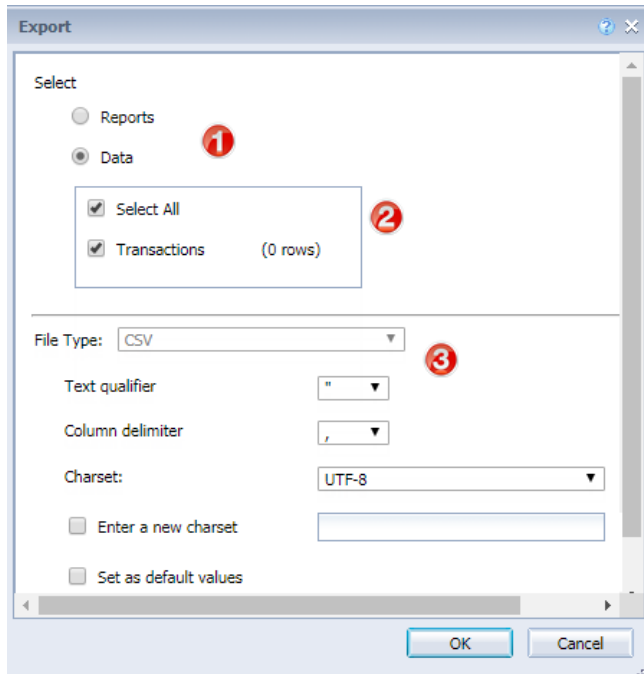 Export
Select
Reports
1
Data
Select All
2
Transactions (0 rows)
File Type: CSV
3
Text qualifier "
Column delimiter ,
Charset: UTF-8
Enter a new charset
Set as default values
OK Cancel